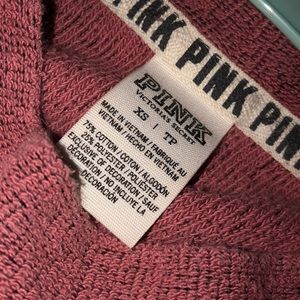 PINK PINK PINK
PINK
VICTORIA'S SECRET
XS / TP
MADE IN VIETNAM / FABRIQUÉ AU
VIETNAM / HECHO EN VIETNAM
75% COTTON / COTON / ALGODÓN
25% POLYESTER / POLIÉSTER
EXCLUSIVE OF DECORATION / SAUF
DÉCORATION / NO INCLUYE LA
DECORACIÓN